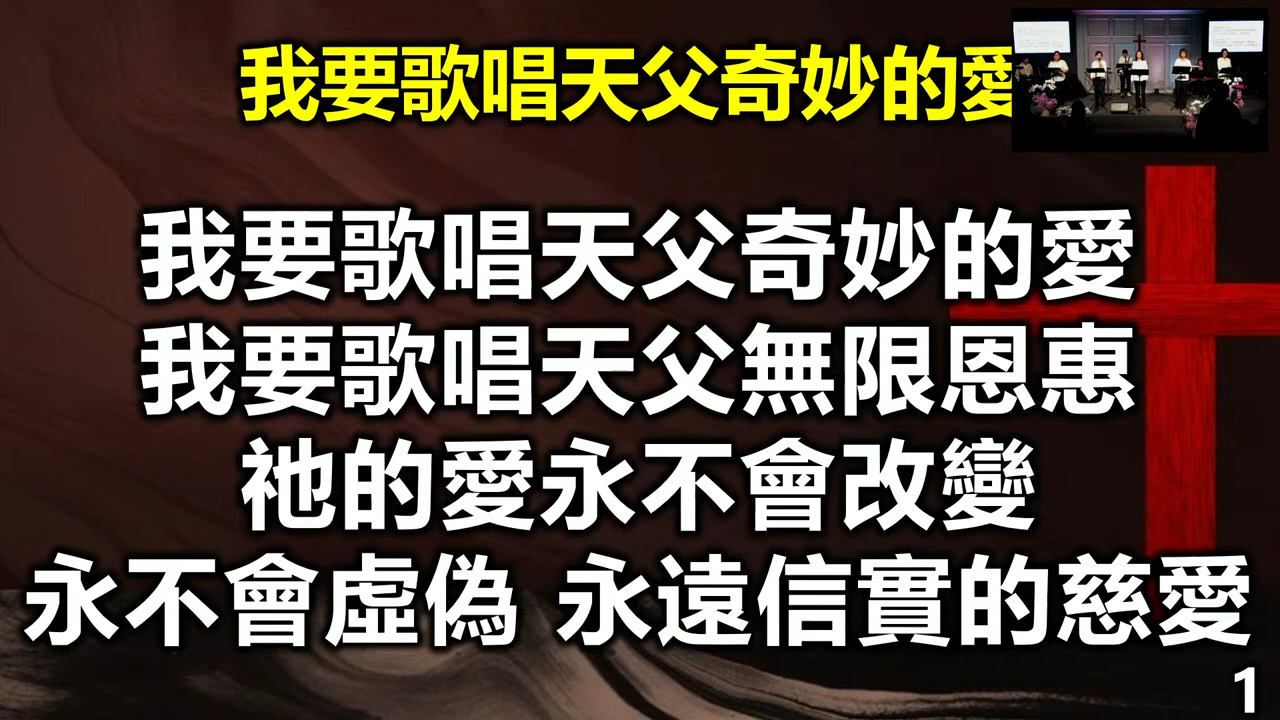 我要歌唱天父奇妙的愛
我要歌唱天父奇妙的愛
我要歌唱天父無限恩惠
祂的愛永不會改變
永不會虛偽 永遠信實的慈愛
1